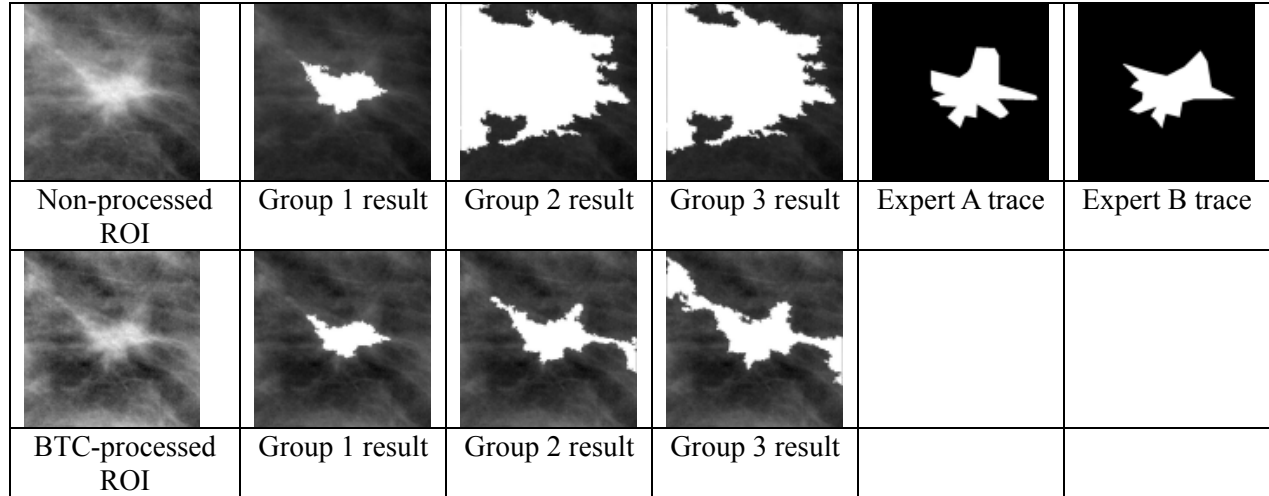 Non-processed ROI
Group 1 result
Group 2 result
Group 3 result
Expert A trace
Expert B trace
BTC-processed ROI
Group 1 result
Group 2 result
Group 3 result